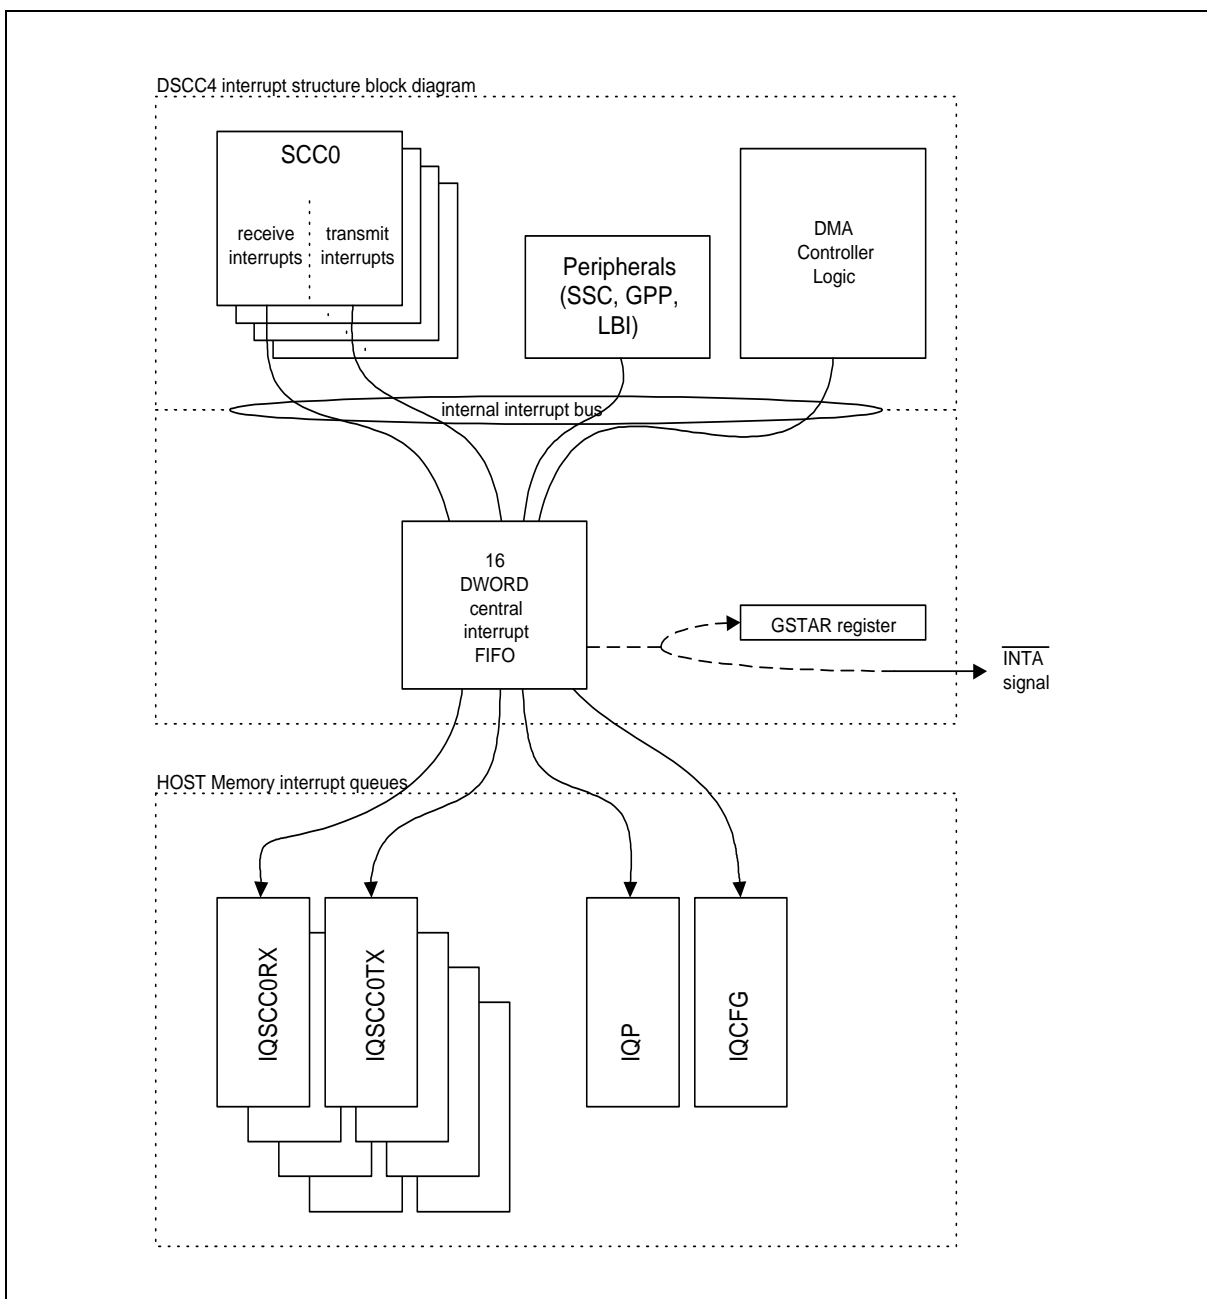 DSCC4 interrupt structure block diagram
SCC0
receive
interrupts
transmit
interrupts
Peripherals
(SSC, GPP,
LBI)
DMA
Controller
Logic
internal interrupt bus
16
DWORD
central
interrupt
FIFO
GSTAR register
INTA
signal
HOST Memory interrupt queues
IQSCC0RX
IQSCC0TX
IQP
IQCFG